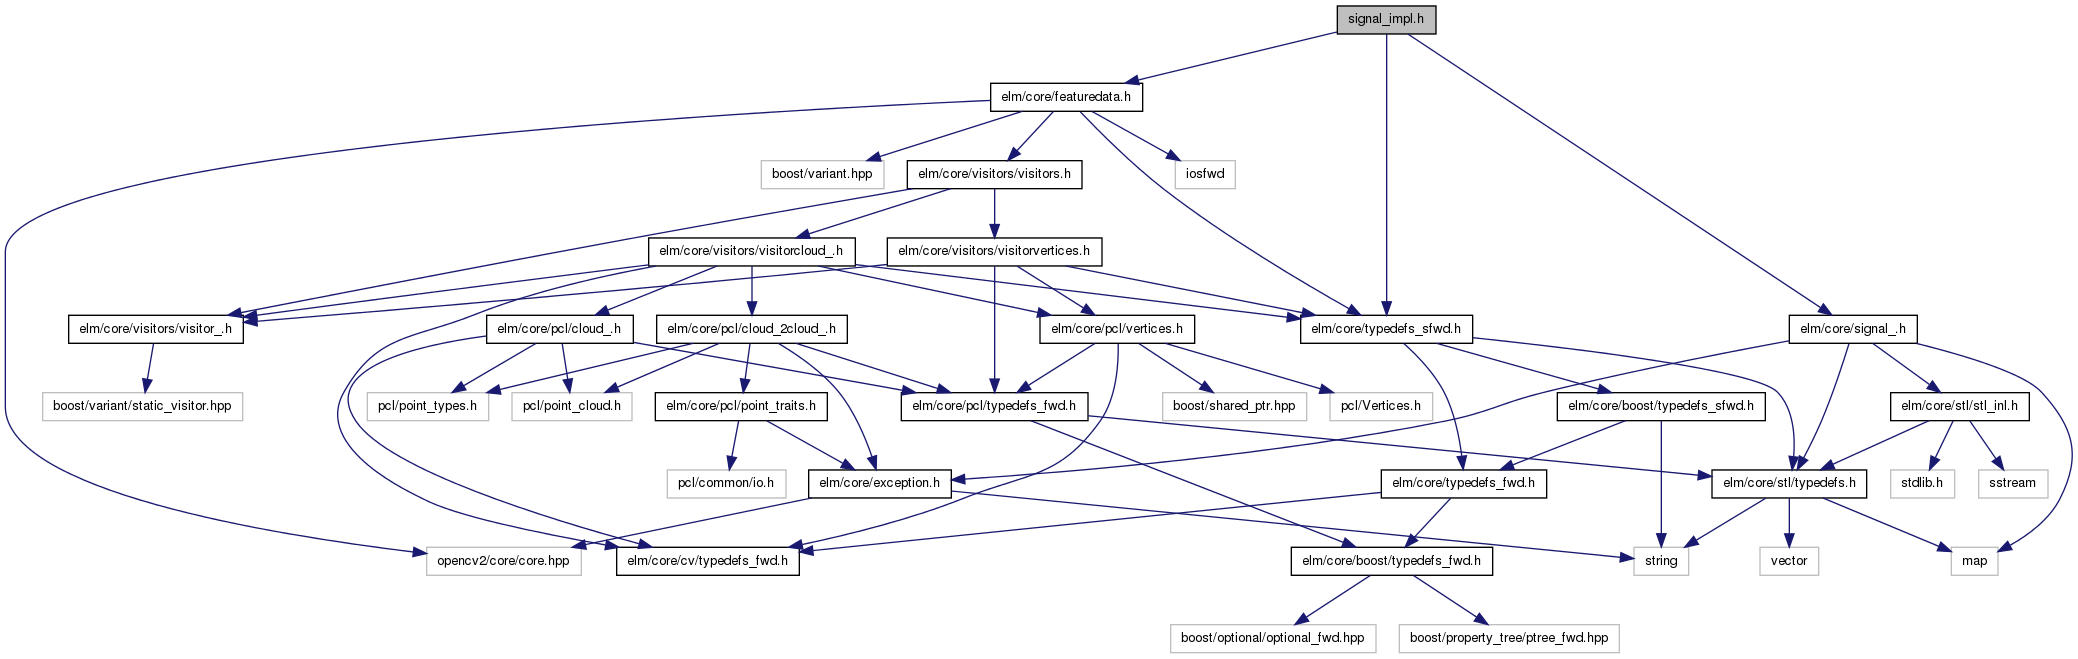 signal_impl.h
elm/core/featuredata.h
boost/variant.hpp
elm/core/visitors/visitors.h
iosfwd
elm/core/visitors/visitorcloud_.h
elm/core/visitors/visitorvertices.h
elm/core/visitors/visitor_.h
elm/core/pcl/cloud_.h
elm/core/pcl/cloud_2cloud_.h
elm/core/pcl/vertices.h
elm/core/typedefs_sfwd.h
elm/core/signal_.h
boost/variant/static_visitor.hpp
pcl/point_types.h
pcl/point_cloud.h
elm/core/pcl/point_traits.h
elm/core/pcl/typedefs_fwd.h
boost/shared_ptr.hpp
pcl/Vertices.h
elm/core/boost/typedefs_sfwd.h
elm/core/stl/stl_inl.h
pcl/common/io.h
elm/core/exception.h
elm/core/typedefs_fwd.h
elm/core/stl/typedefs.h
stdlib.h
sstream
opencv2/core/core.hpp
elm/core/cv/typedefs_fwd.h
elm/core/boost/typedefs_fwd.h
string
vector
map
boost/optional/optional_fwd.hpp
boost/property_tree/ptree_fwd.hpp